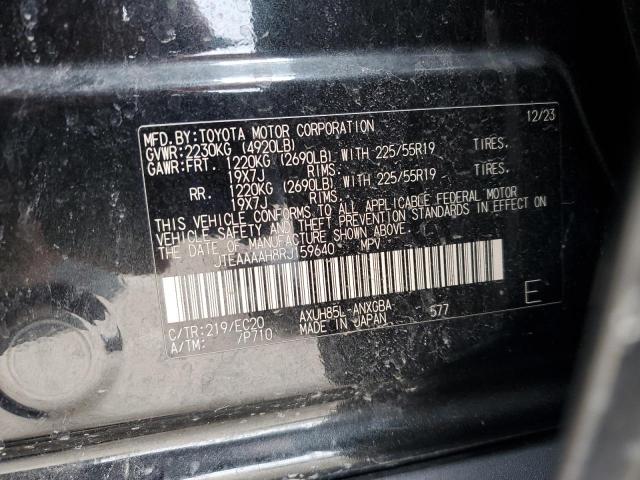 MFD.BY:TOYOTA MOTOR CORPORATION 12/23
GVWR:2230KG (4920LB)
GAWR:FRT. 1220KG (2690LB) WITH 225/55R19 TIRES.
19X7J RIMS.
RR. 1220KG (2690LB) WITH 225/55R19 TIRES.
19X7J RIMS.
THIS VEHICLE CONFORMS TO ALL APPLICABLE FEDERAL MOTOR
VEHICLE SAFETY AND THEFT PREVENTION STANDARDS IN EFFECT
ON THE DATE OF MANUFACTURE SHOWN ABOVE.
JTEAAAAH8RJ159640 MPV
C/TR:219/EC20 AXUH85L-ANXGBA 577 E
A/TM: /P710 MADE IN JAPAN